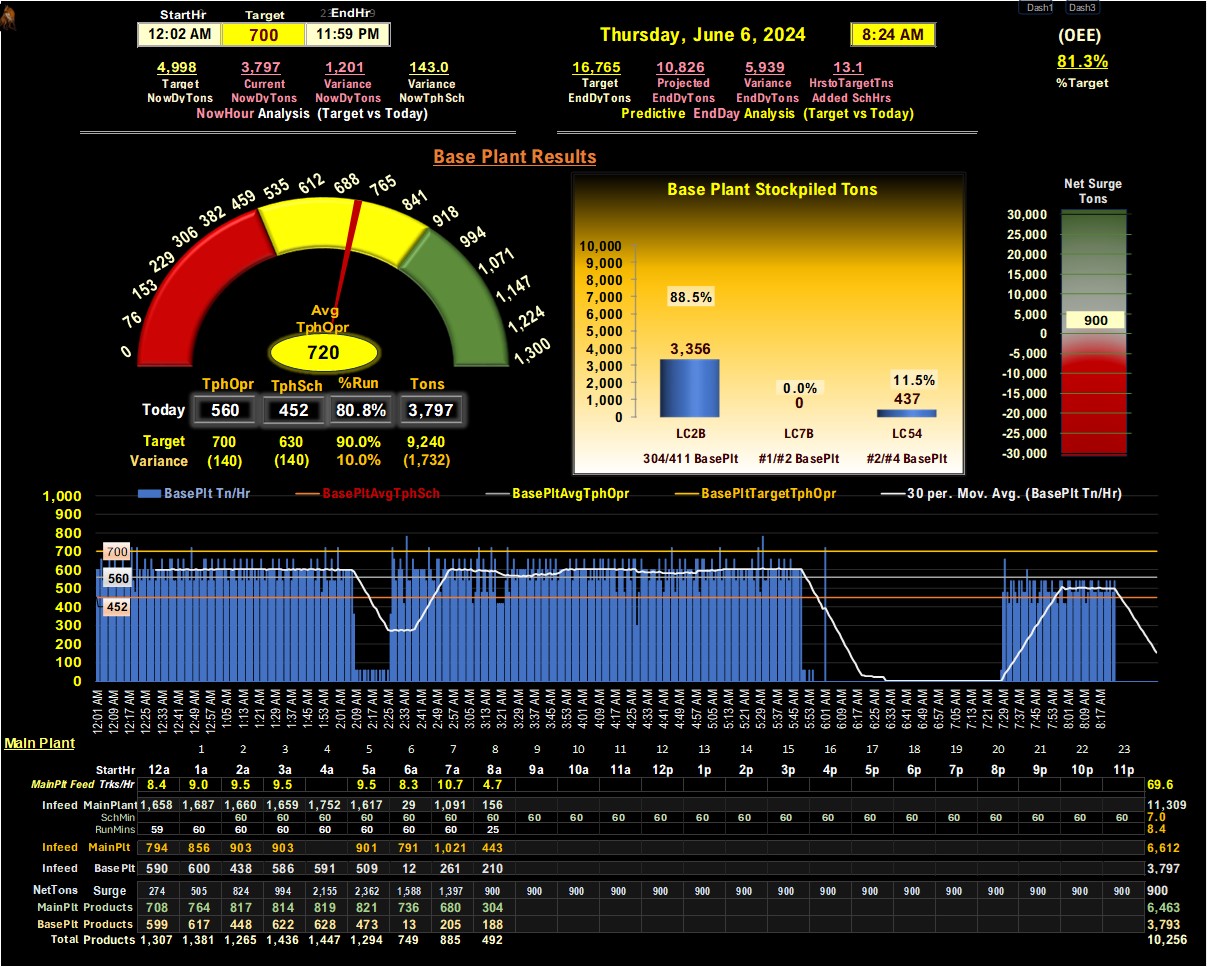 Dash1 Dash3
StartHr Target EndHr
12:02 AM 700 11:59 PM
Thursday, June 6, 2024 8:24 AM
(OEE)
81.3%
%Target
4,998 3,797 1,201 143.0
Target Current Variance Variance
NowDyTons NowDyTons NowDyTons NowTphSch
NowHour Analysis (Target vs Today)
16,765 10,826 5,939 13.1
Target Projected Variance HrstoTargetTns
EndDyTons EndDyTons EndDyTons Added SchHrs
Predictive EndDay Analysis (Target vs Today)
Base Plant Results
0 76 153 229 306 382 459 535 612 688 765 841 918 994 1,071 1,147 1,224 1,300
Avg
TphOpr
720
TphOpr TphSch %Run Tons
Today 560 452 80.8% 3,797
Target 700 630 90.0% 9,240
Variance (140) (140) 10.0% (1,732)
Base Plant Stockpiled Tons
10,000
9,000
8,000
7,000
6,000
5,000
4,000
3,000
2,000
1,000
0
88.5%
3,356
0.0%
0
11.5%
437
LC2B LC7B LC54
304/411 BasePlt #1/#2 BasePlt #2/#4 BasePlt
Net Surge
Tons
30,000
25,000
20,000
15,000
10,000
5,000
0
-5,000
-10,000
-15,000
-20,000
-25,000
-30,000
900
BasePlt Tn/Hr BasePltAvgTphSch BasePltAvgTphOpr BasePltTargetTphOpr 30 per. Mov. Avg. (BasePlt Tn/Hr)
1,000
900
800
700
600
500
400
300
200
100
0
700
560
452
12:01 AM 12:09 AM 12:17 AM 12:25 AM 12:33 AM 12:41 AM 12:49 AM 12:57 AM 1:05 AM 1:13 AM 1:21 AM 1:29 AM 1:37 AM 1:45 AM 1:53 AM 2:01 AM 2:09 AM 2:17 AM 2:25 AM 2:33 AM 2:41 AM 2:49 AM 2:57 AM 3:05 AM 3:13 AM 3:21 AM 3:29 AM 3:37 AM 3:45 AM 3:53 AM 4:01 AM 4:09 AM 4:17 AM 4:25 AM 4:33 AM 4:41 AM 4:49 AM 4:57 AM 5:05 AM 5:13 AM 5:21 AM 5:29 AM 5:37 AM 5:45 AM 5:53 AM 6:01 AM 6:09 AM 6:17 AM 6:25 AM 6:33 AM 6:41 AM 6:49 AM 6:57 AM 7:05 AM 7:13 AM 7:21 AM 7:29 AM 7:37 AM 7:45 AM 7:53 AM 8:01 AM 8:09 AM 8:17 AM
Main Plant
1 2 3 4 5 6 7 8 9 10 11 12 13 14 15 16 17 18 19 20 21 22 23
StartHr 12a 1a 2a 3a 4a 5a 6a 7a 8a 9a 10a 11a 12p 1p 2p 3p 4p 5p 6p 7p 8p 9p 10p 11p
MainPlt Feed Trks/Hr 8.4 9.0 9.5 9.5 9.5 8.3 10.7 4.7 69.6
Infeed MainPlant 1,658 1,687 1,660 1,659 1,752 1,617 29 1,091 156 11,309
SchMin 60 60 60 60 60 60 60 60 60 60 60 60 60 60 60 60 60 60 60 60 60 60 7.0
RunMins 59 60 60 60 60 60 60 60 25 8.4
Infeed MainPlt 794 856 903 903 901 791 1,021 443 6,612
Infeed Base Plt 590 600 438 586 591 509 12 261 210 3.797
NetTons Surge 274 505 824 994 2,155 2,362 1,588 1,397 900 900 900 900 900 900 900 900 900 900 900 900 900 900 900 900 900
MainPlt Products 708 764 817 814 819 821 736 680 304 6,463
BasePlt Products 599 617 448 622 628 473 13 205 188 3,793
Total Products 1,307 1,381 1,265 1,436 1,447 1,294 749 885 492 10,256